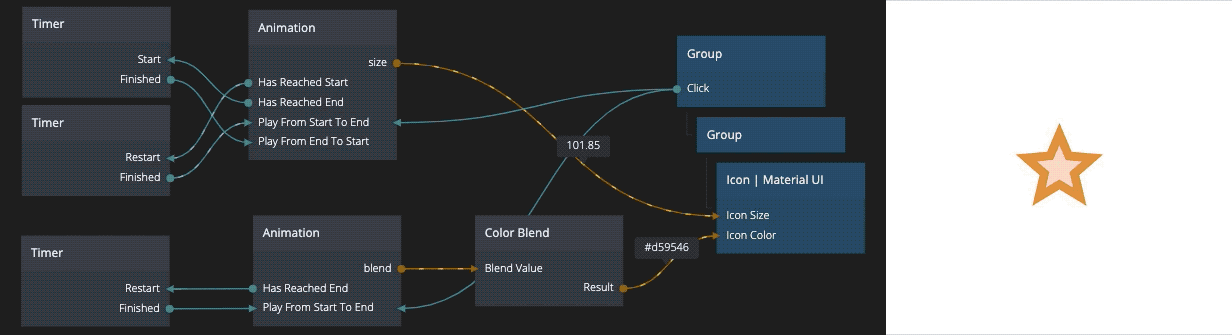 Timer
Start
Finished
Timer
Restart
Finished
Animation
size
Has Reached Start
Has Reached End
Play From Start To End
Play From End To Start
Group
Click
Group
101.85
Icon | Material UI
Icon Size
Icon Color
Timer
Restart
Finished
Animation
blend
Has Reached End
Play From Start To End
Color Blend
Blend Value
Result
#d59546